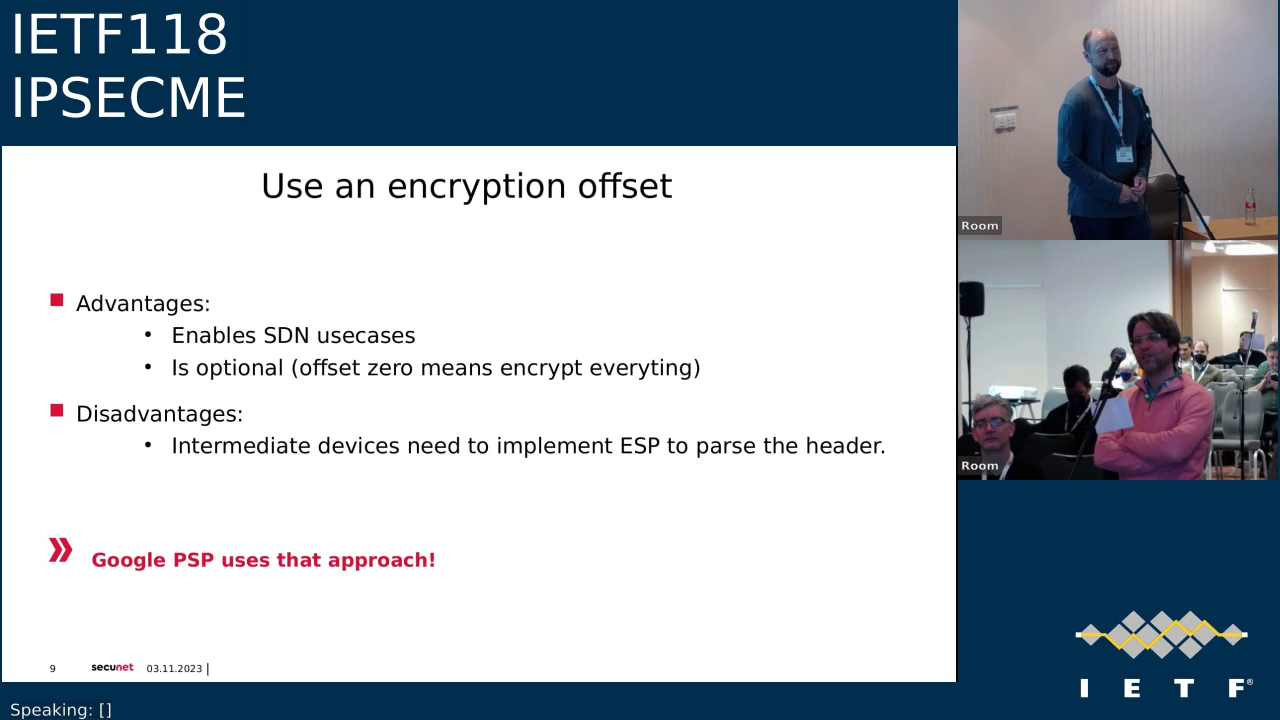 IETF118
IPSECME
Use an encryption offset
Advantages:
• Enables SDN usecases
• Is optional (offset zero means encrypt everyting)
Disadvantages:
• Intermediate devices need to implement ESP to parse the header.
» Google PSP uses that approach!
9 secunet 03.11.2023 |
Room
Room
I E T F®
Speaking: []